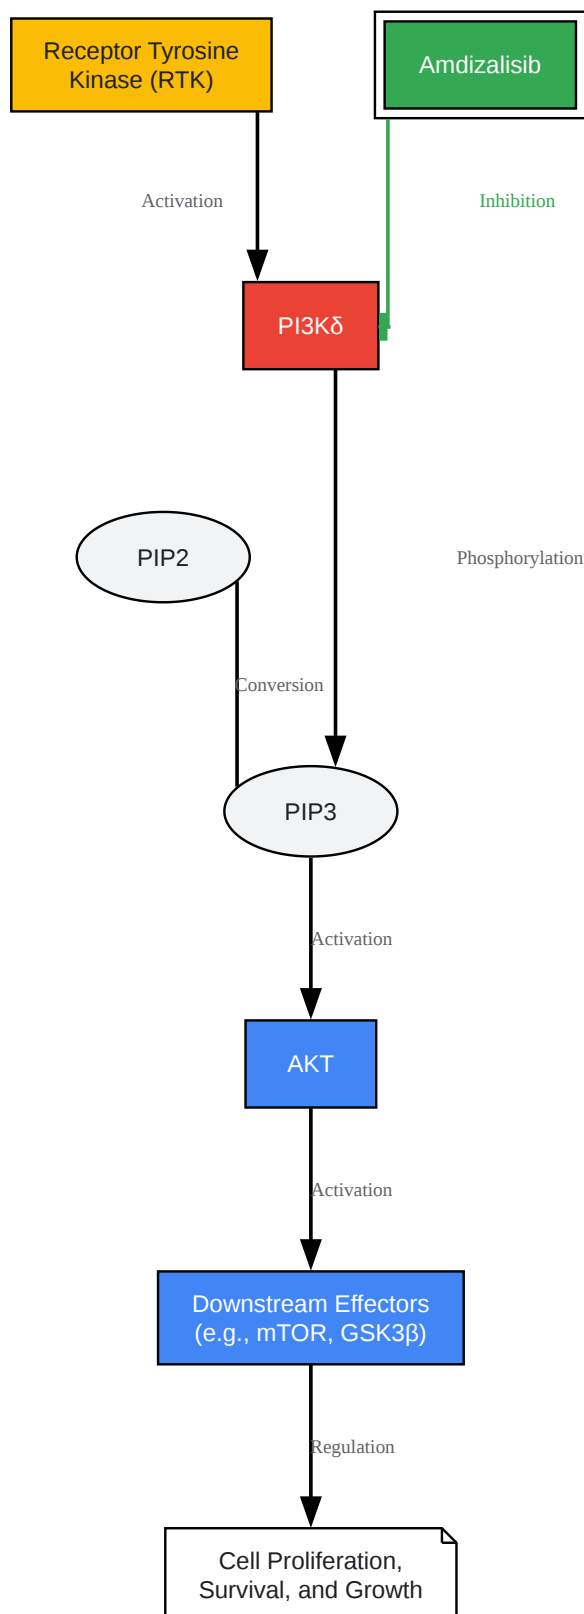 Receptor Tyrosine
Kinase (RTK)
Amdizalisib
Activation
Inhibition
PI3Kδ
PIP2
Phosphorylation
Conversion
PIP3
Activation
AKT
Activation
Downstream Effectors
(e.g., mTOR, GSK3β)
Regulation
Cell Proliferation,
Survival, and Growth